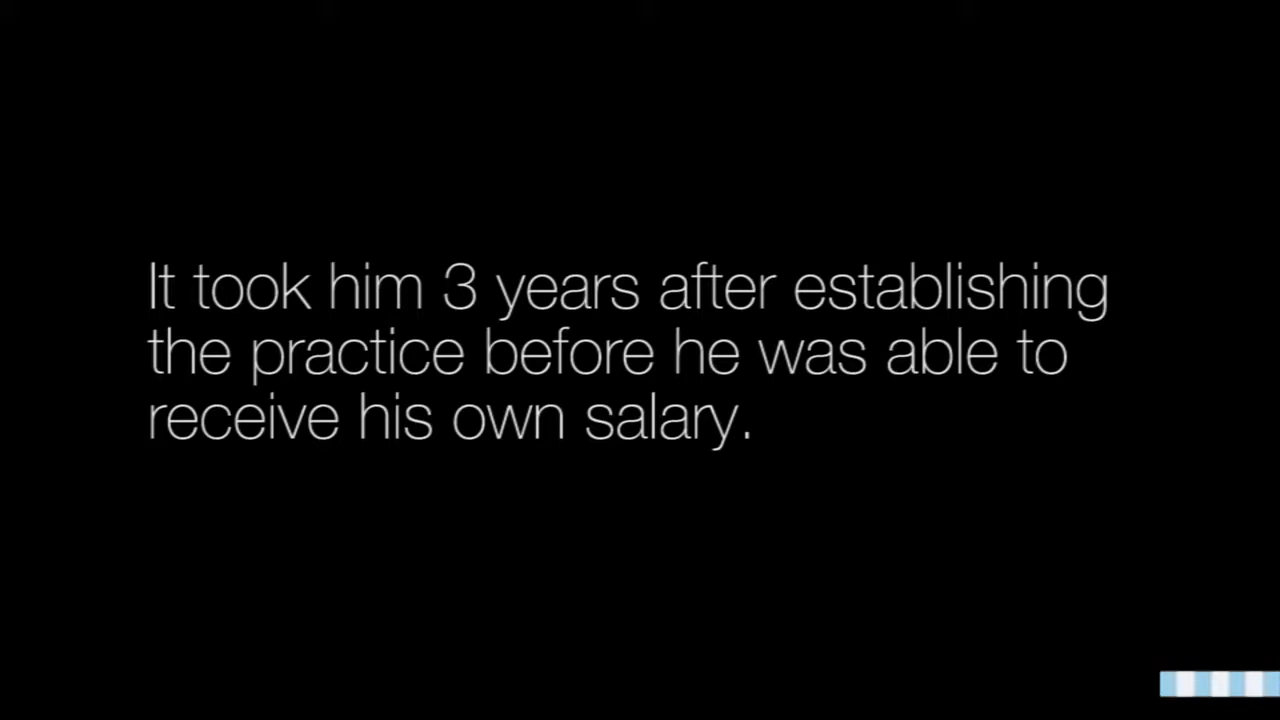 It took him 3 years after establishing
the practice before he was able to
receive his own salary.